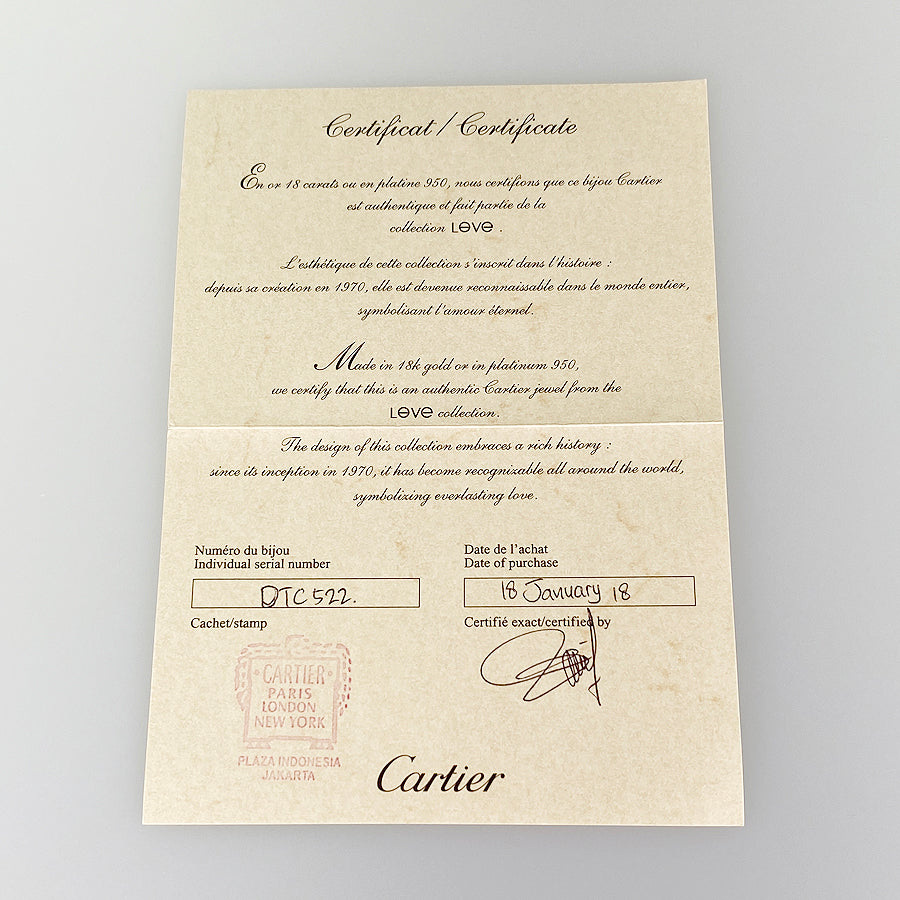 Certificat / Certificate
En or 18 carats ou en platine 950, nous certifions que ce bijou Cartier
est authentique et fait partie de la
collection LOVE .
L'esthétique de cette collection s'inscrit dans l'histoire :
depuis sa création en 1970, elle est devenue reconnaissable dans le monde entier,
symbolisant l'amour éternel.
Made in 18k gold or in platinum 950,
we certify that this is an authentic Cartier jewel from the
LOVE collection.
The design of this collection embraces a rich history :
since its inception in 1970, it has become recognizable all around the world,
symbolizing everlasting love.
Numéro du bijou
Individual serial number
DTC 522.
Date de l'achat
Date of purchase
18 January 18
Cachet/stamp
Certifié exact/certified by
CARTIER
PARIS
LONDON
NEW YORK
PLAZA INDONESIA
JAKARTA
Cartier